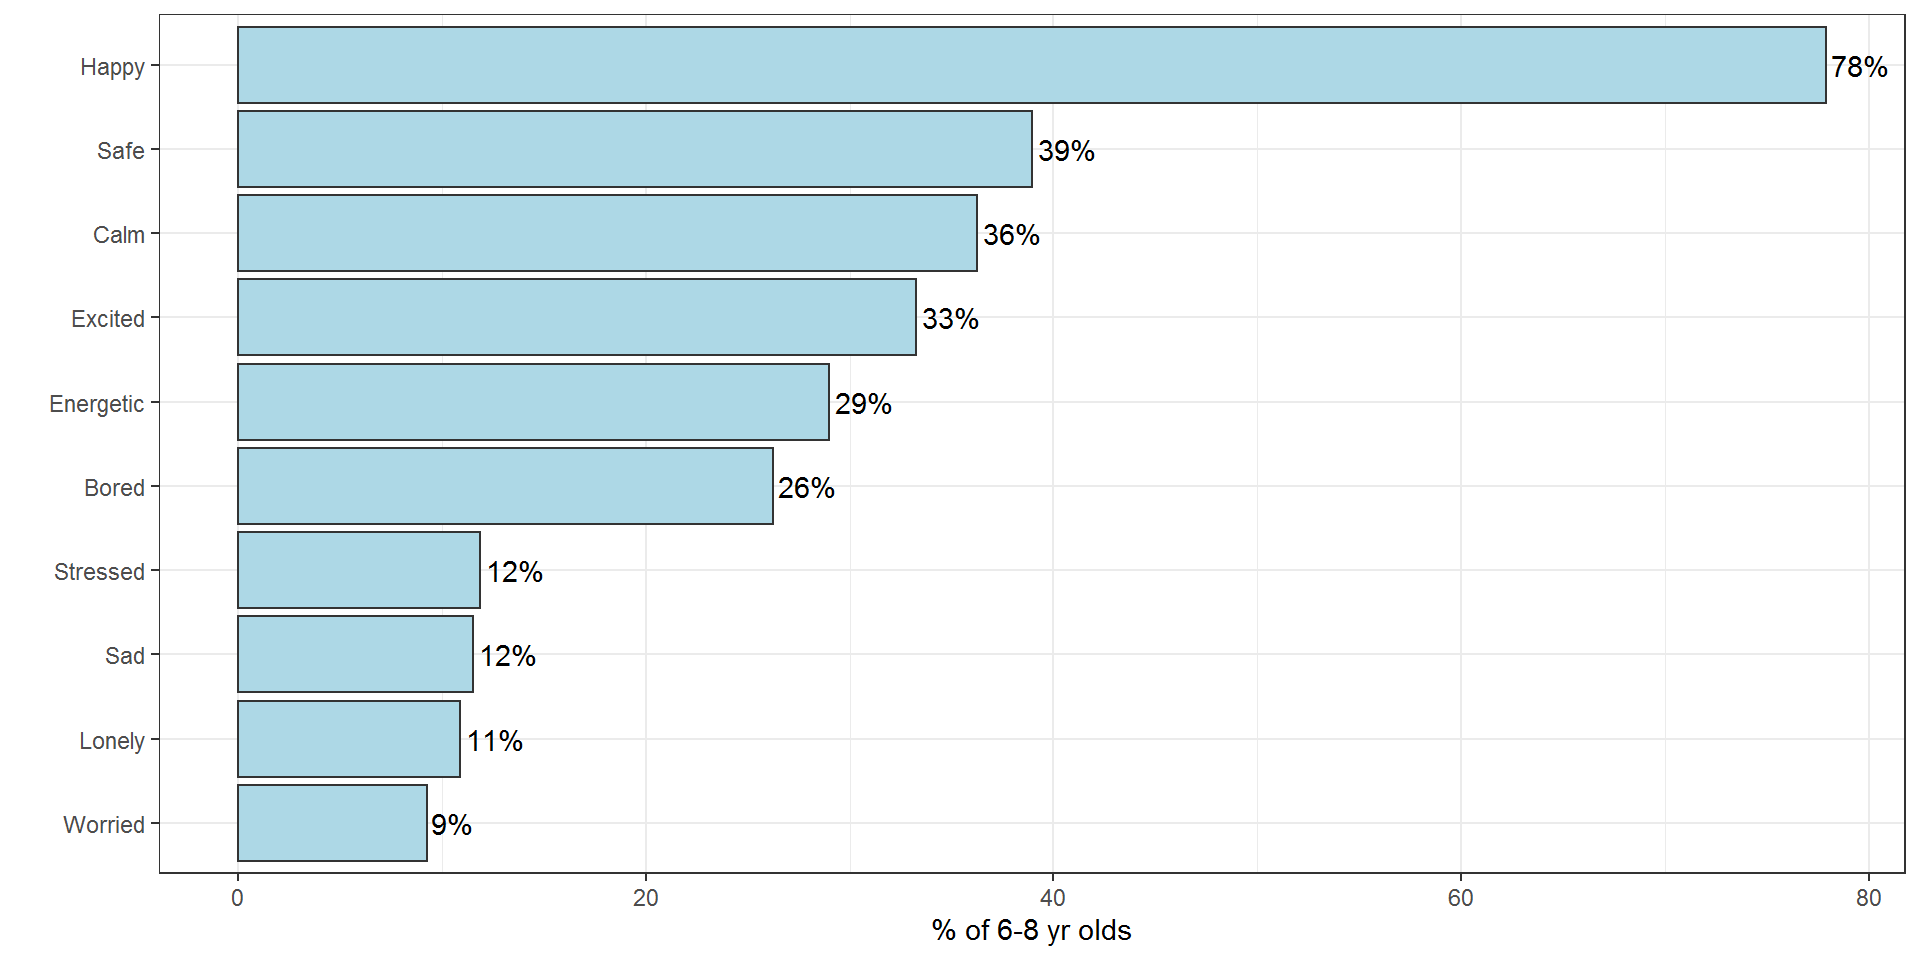 Happy 78%
Safe 39%
Calm 36%
Excited 33%
Energetic 29%
Bored 26%
Stressed 12%
Sad 12%
Lonely 11%
Worried 9%
0 20 40 60 80
% of 6-8 yr olds